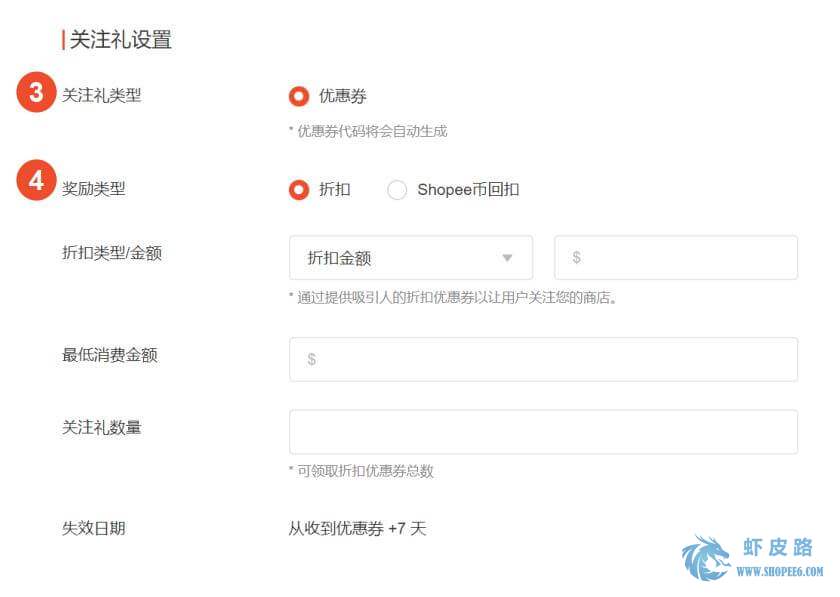 关注礼设置
3 关注礼类型 优惠券
* 优惠券代码将会自动生成
4 奖励类型 折扣 Shopee币回扣
折扣类型/金额 折扣金额 $
* 通过提供吸引人的折扣优惠券以让用户关注您的商店。
最低消费金额 $
关注礼数量
* 可领取折扣优惠券总数
失效日期 从收到优惠券 +7 天
虾皮路
WWW.SHOPEE6.COM